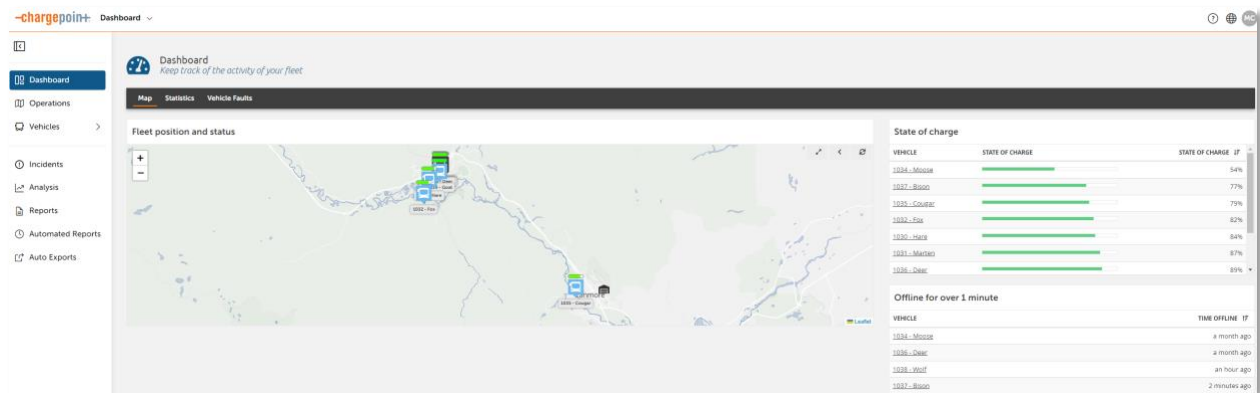 -chargepoin+ Dashboard
MC
Dashboard
Operations
Vehicles
Incidents
Analysis
Reports
Automated Reports
Auto Exports
Dashboard
Keep track of the activity of your fleet
Map Statistics Vehicle Faults
Fleet position and status
+
−
1032 - Fox
1035 - Cougar
Leaflet
State of charge
VEHICLE STATE OF CHARGE STATE OF CHARGE
1034 - Moose 54%
1037 - Bison 77%
1035 - Cougar 79%
1032 - Fox 82%
1030 - Hare 84%
1031 - Marten 87%
1036 - Deer 89%
Offline for over 1 minute
VEHICLE TIME OFFLINE
1034 - Moose a month ago
1036 - Deer a month ago
1038 - Wolf an hour ago
1037 - Bison 2 minutes ago